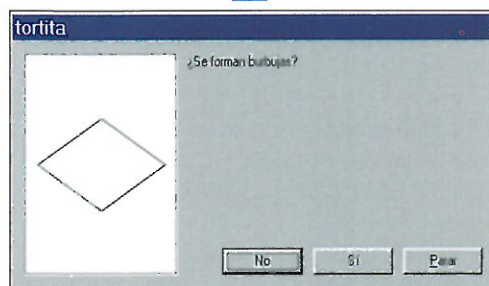 tortita
¿Se forman burbujas?
No
Sí
Parar